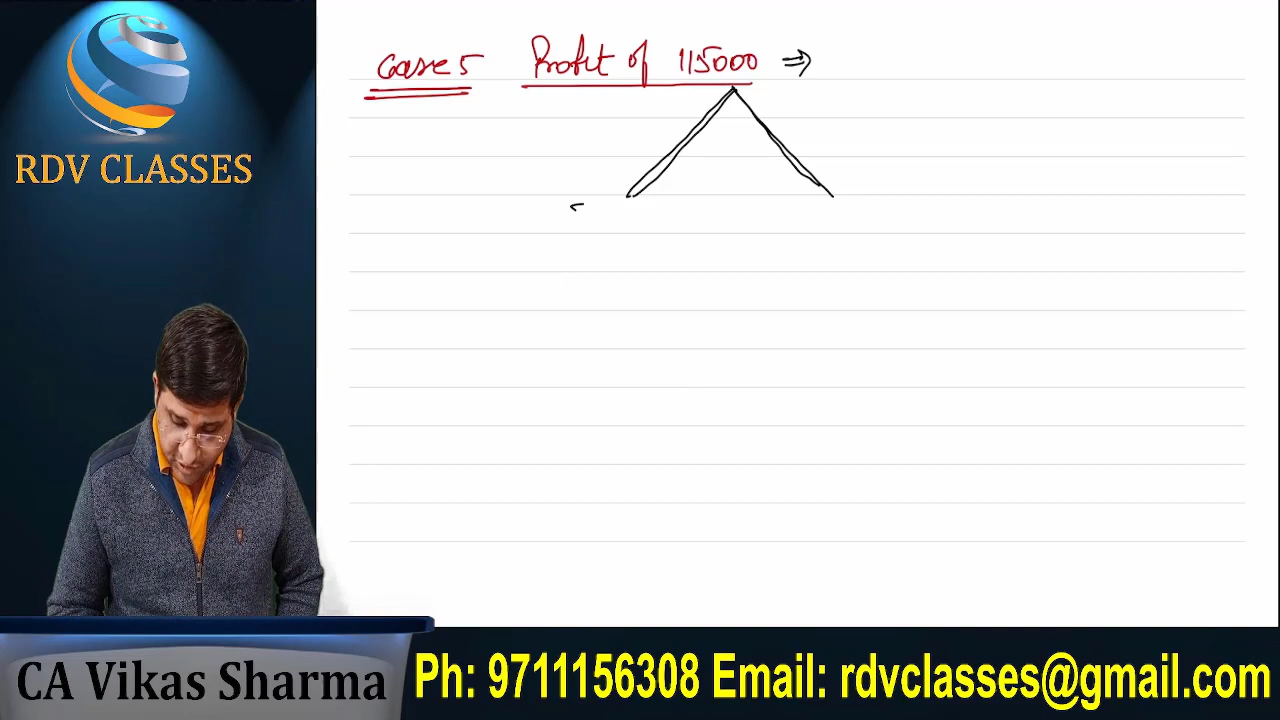 Case 5 Profit of 115000 ⇒
RDV CLASSES
CA Vikas Sharma
Ph: 9711156308 Email: rdvclasses@gmail.com